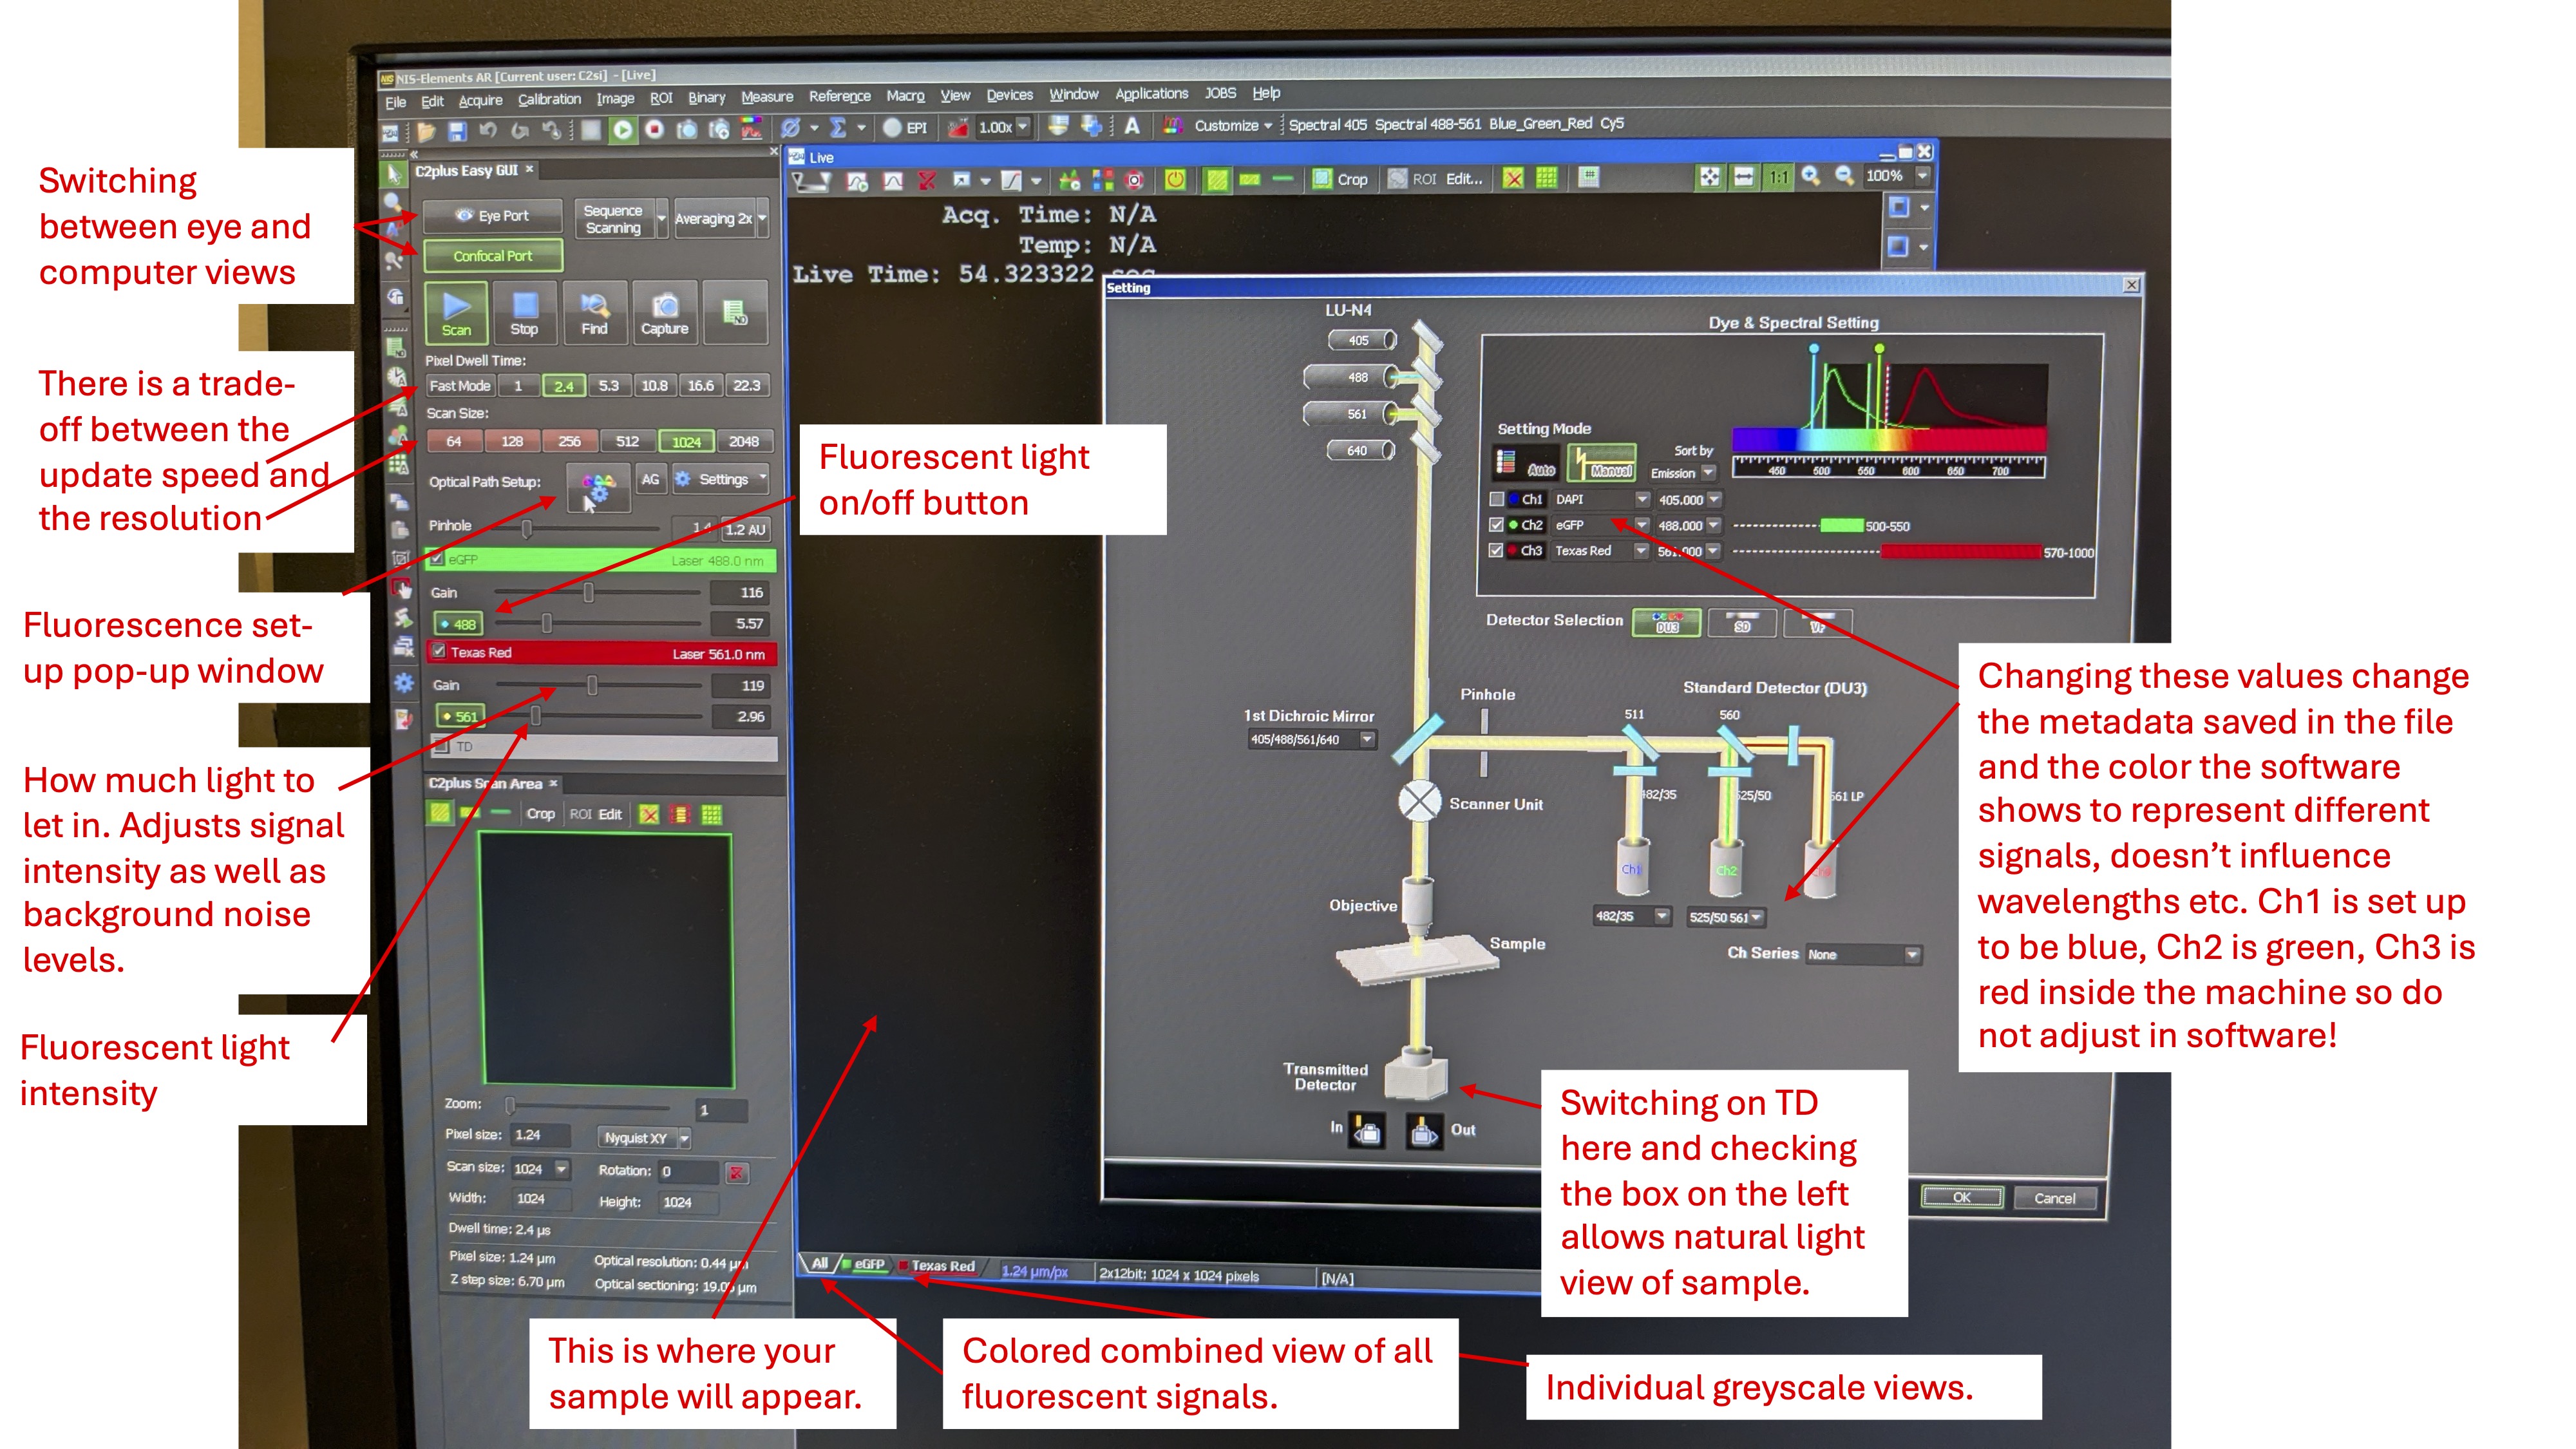 NIS-Elements AR [Current user: C2si] - [Live]
File Edit Acquire Calibration Image ROI Binary Measure Reference Macro View Devices Window Applications JOBS Help
EPI 1.00x A Customize Spectral 405 Spectral 488-561 Blue_Green_Red Cy5
C2plus Easy GUI
Eye Port
Sequence Scanning
Averaging 2x
Confocal Port
Scan Stop Find Capture ND
Pixel Dwell Time:
Fast Mode 1 2.4 5.3 10.8 16.6 22.3
Scan Size:
64 128 256 512 1024 2048
Optical Path Setup: AG Settings
Pinhole 1.4 1.2 AU
eGFP Laser 488.0 nm
Gain 116
488 5.57
Texas Red Laser 561.0 nm
Gain 119
561 2.96
TD
C2plus Scan Area
Crop ROI Edit
Zoom: 1
Pixel size: 1.24 Nyquist XY
Scan size: 1024 Rotation: 0
Width: 1024 Height: 1024
Dwell time: 2.4 µs
Pixel size: 1.24 µm Optical resolution: 0.44 µm
Z step size: 6.70 µm Optical sectioning: 19.0 µm
Live
Crop ROI Edit... 1:1 100%
Acq. Time: N/A
Temp: N/A
Live Time: 54.323322 sec
Setting
LU-N4
405
488
561
640
Dye & Spectral Setting
450 500 550 600 650 700
Setting Mode
Auto Manual
Sort by
Emission
Ch1 DAPI 405.000
Ch2 eGFP 488.000 500-550
Ch3 Texas Red 561.000 570-1000
Detector Selection DU3 SD
Pinhole
Standard Detector (DU3)
1st Dichroic Mirror
405/488/561/640
511 560
Scanner Unit
482/35 525/50 561 LP
Ch1 Ch2
482/35 525/50 561
Objective
Sample
Ch Series None
Transmitted
Detector
In Out
OK Cancel
All eGFP Texas Red 1.24 µm/px 2x12bit: 1024 x 1024 pixels [N/A]
Switching
between eye and
computer views
There is a trade-
off between the
update speed and
the resolution
Fluorescence set-
up pop-up window
How much light to
let in. Adjusts signal
intensity as well as
background noise
levels.
Fluorescent light
intensity
Fluorescent light
on/off button
Changing these values change
the metadata saved in the file
and the color the software
shows to represent different
signals, doesn’t influence
wavelengths etc. Ch1 is set up
to be blue, Ch2 is green, Ch3 is
red inside the machine so do
not adjust in software!
Switching on TD
here and checking
the box on the left
allows natural light
view of sample.
This is where your
sample will appear.
Colored combined view of all
fluorescent signals.
Individual greyscale views.